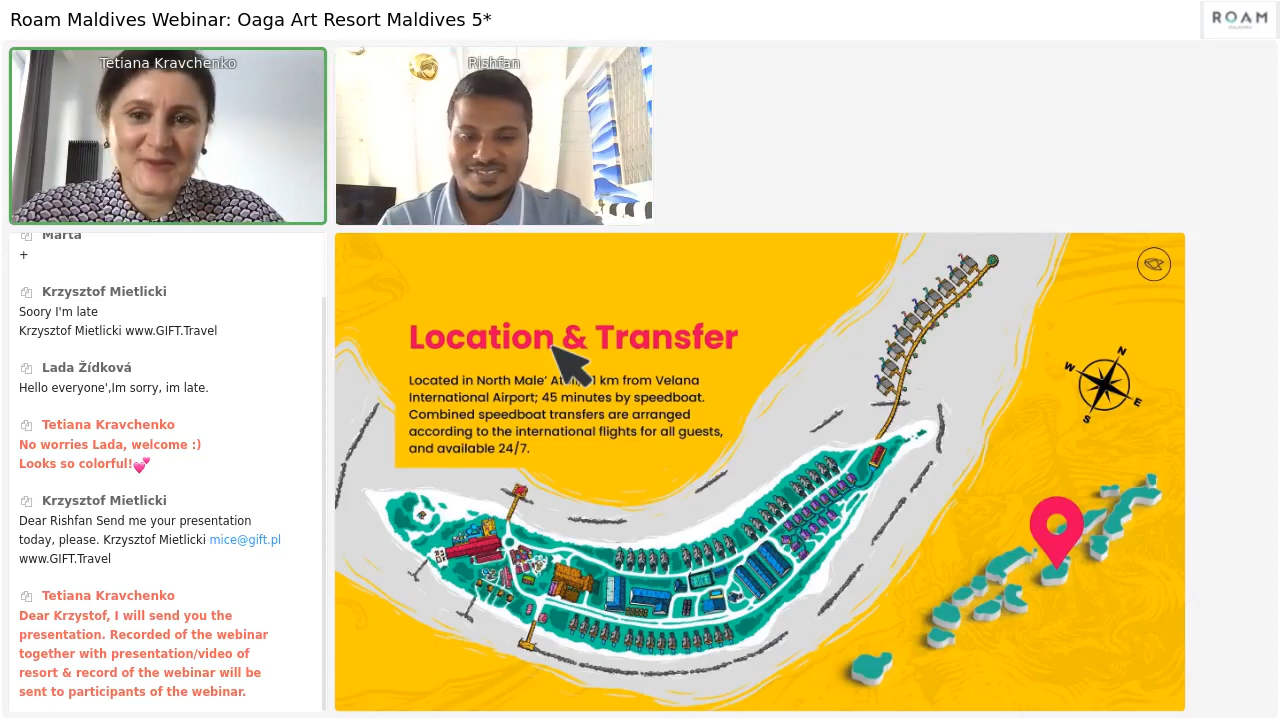 Roam Maldives Webinar: Oaga Art Resort Maldives 5*
ROAM
Tetiana Kravchenko
Rishfan
Marta
+
Krzysztof Mietlicki
Soory I'm late
Krzysztof Mietlicki www.GIFT.Travel
Lada Žídková
Hello everyone',Im sorry, im late.
Tetiana Kravchenko
No worries Lada, welcome :)
Looks so colorful!💕
Krzysztof Mietlicki
Dear Rishfan Send me your presentation
today, please. Krzysztof Mietlicki mice@gift.pl
www.GIFT.Travel
Tetiana Kravchenko
Dear Krzystof, I will send you the
presentation. Recorded of the webinar
together with presentation/video of
resort & record of the webinar will be
sent to participants of the webinar.
Location & Transfer
Located in North Male' km from Velana
International Airport; 45 minutes by speedboat.
Combined speedboat transfers are arranged
according to the international flights for all guests,
and available 24/7.
N
W
E
S